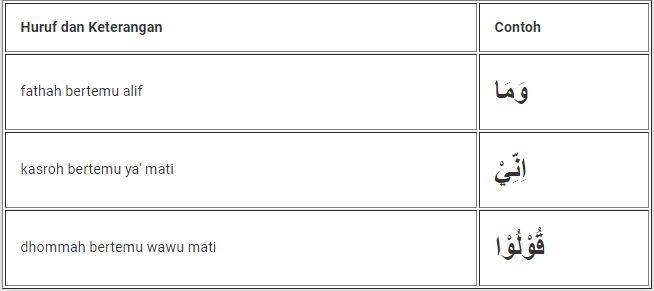 Huruf dan Keterangan Contoh
fathah bertemu alif وَمَا
kasroh bertemu ya' mati اِنِّيْ
dhommah bertemu wawu mati قُوْلُوْا